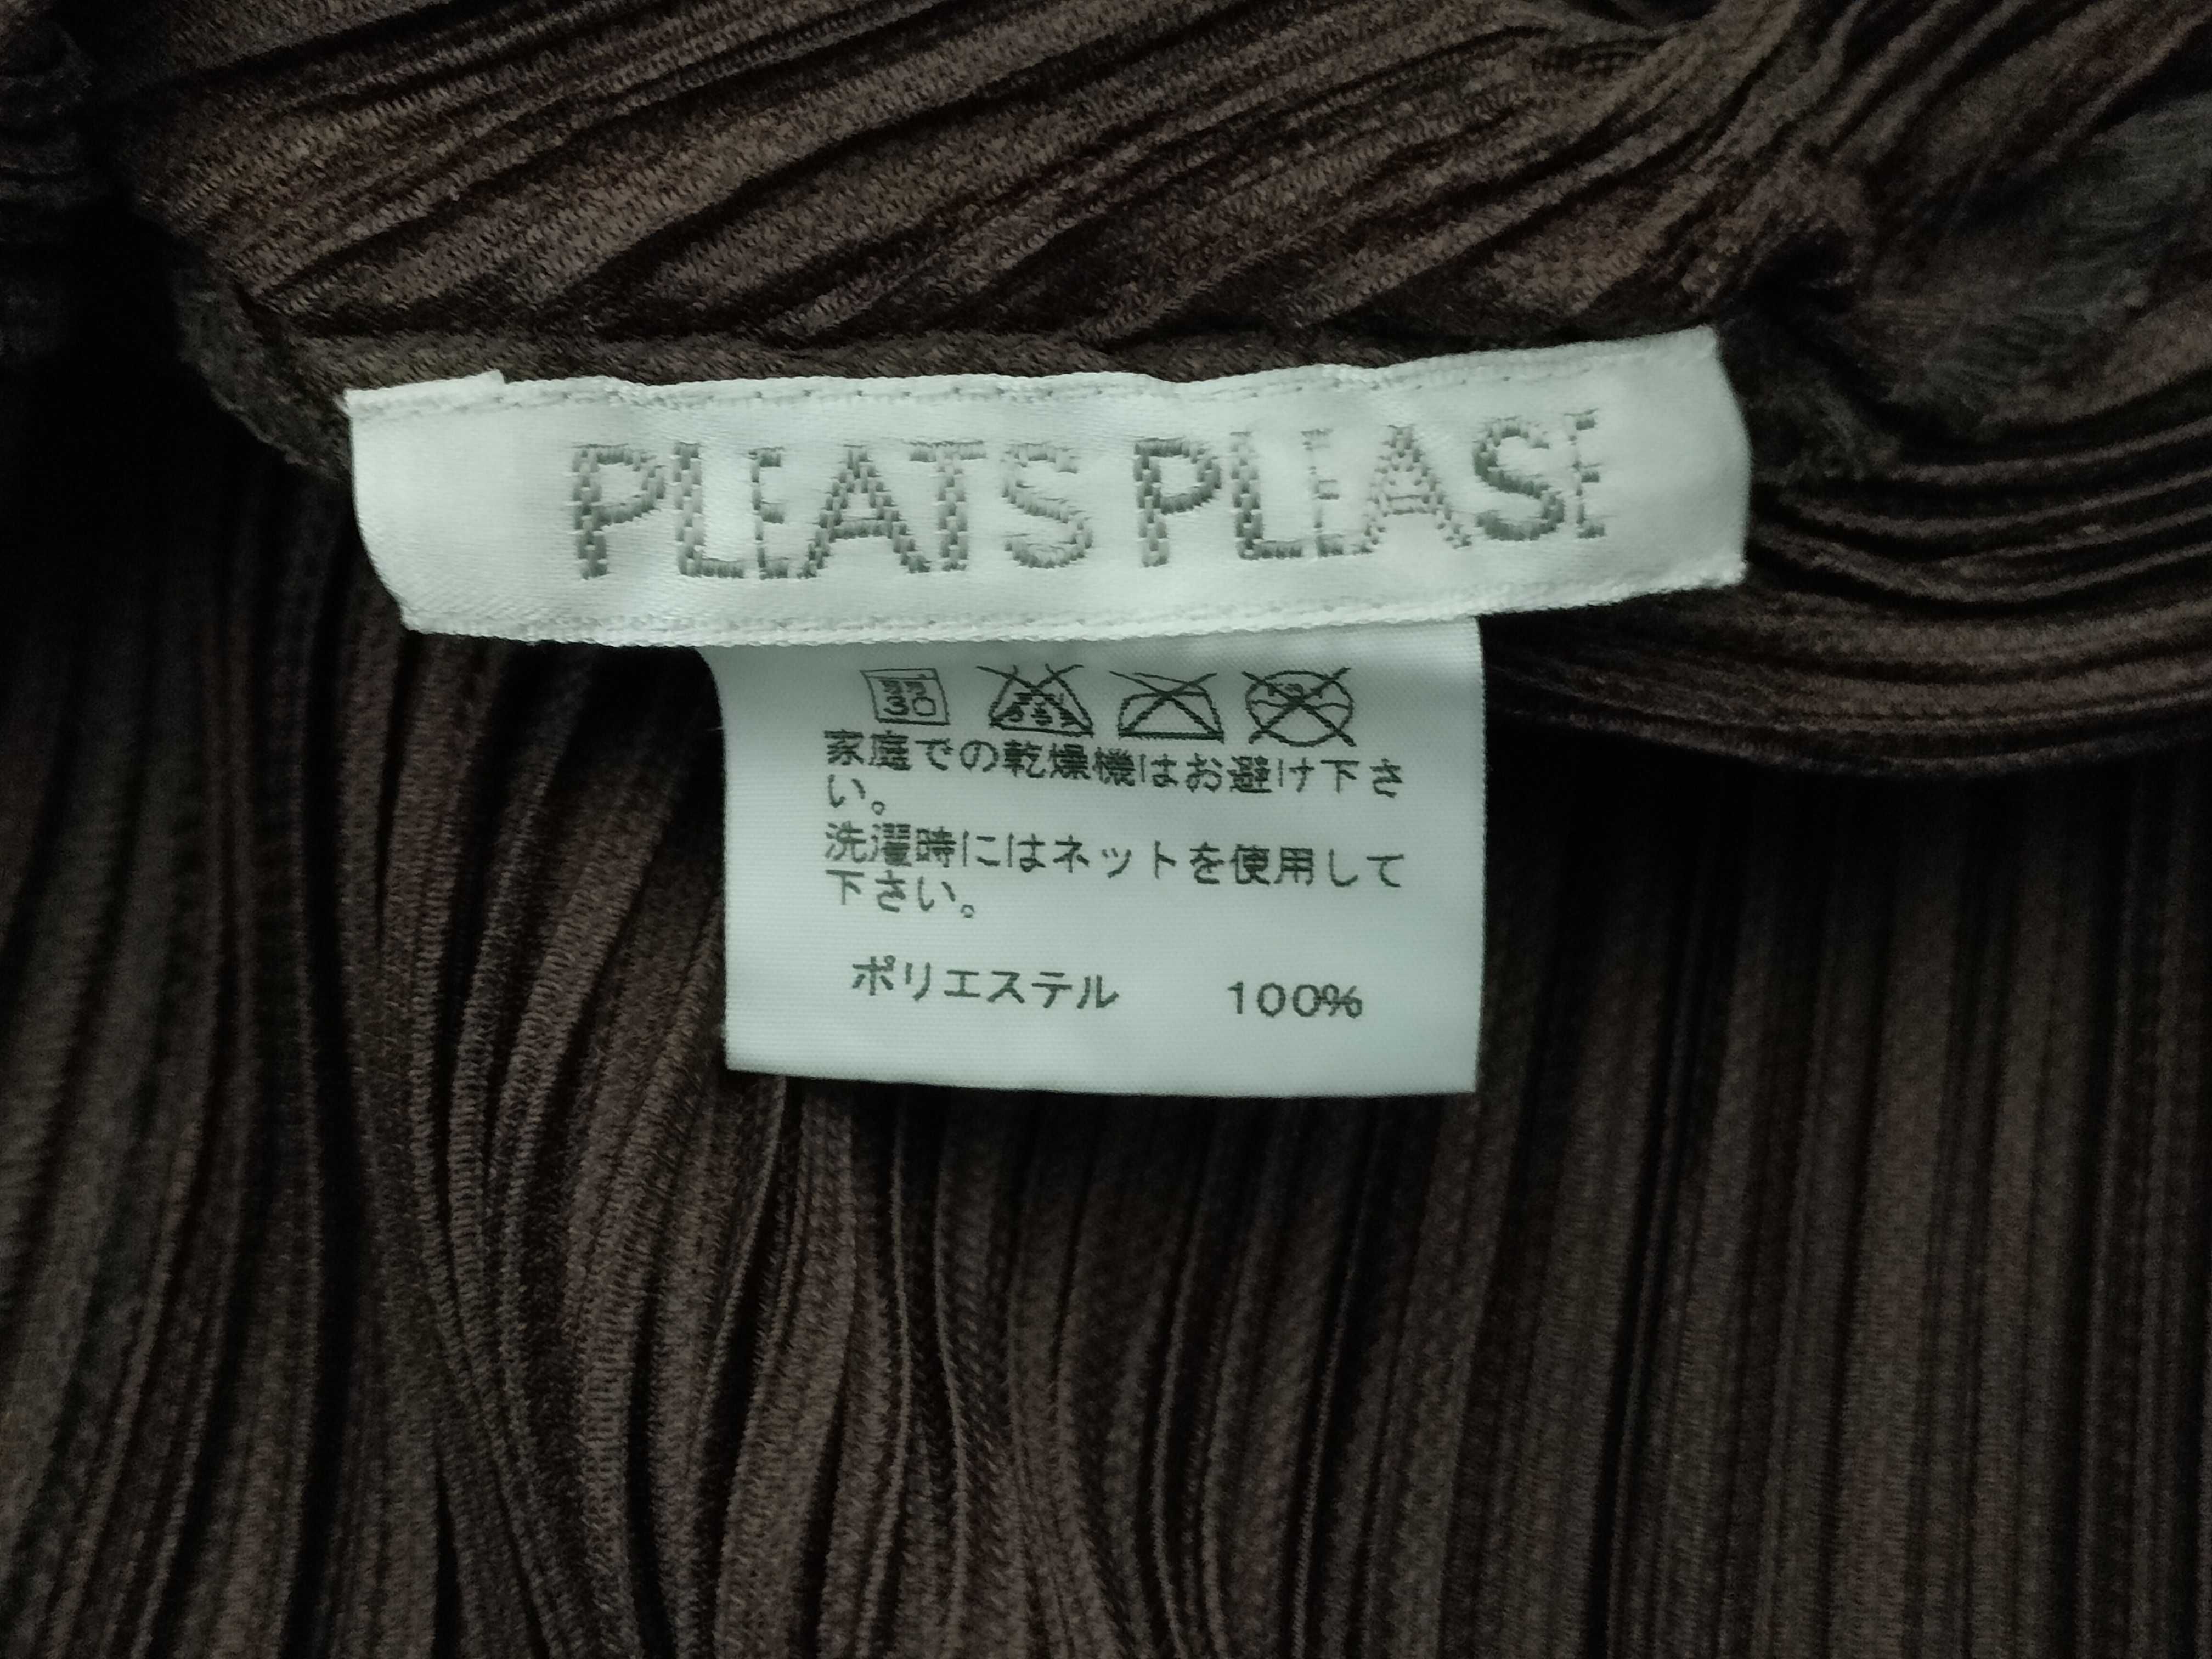 PLEATS PLEASE
30
家庭での乾燥機はお避け下さ
い。
洗濯時にはネットを使用して
下さい。
ポリエステル 100%